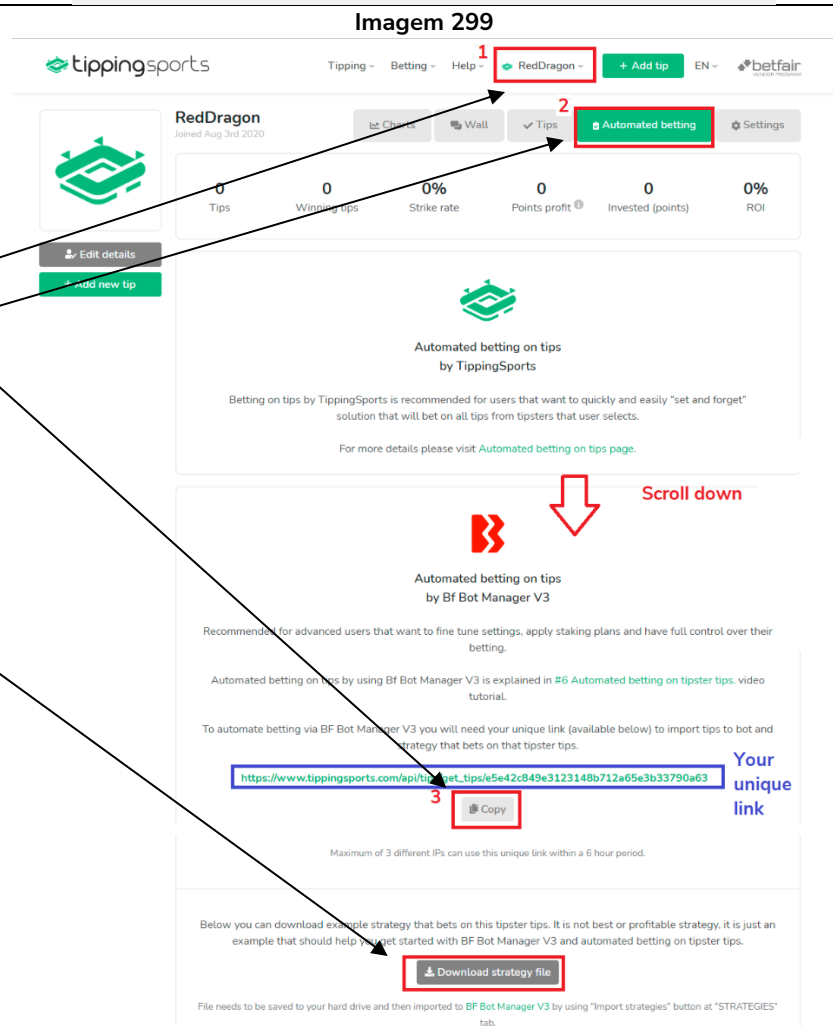 Imagem 299
1
tippingsports
Tipping
Betting
Help
RedDragon
+ Add tip
EN
betfair
VENDOR PROGRAM
RedDragon
Joined Aug 3rd 2020
2
Charts
Wall
Tips
Automated betting
Settings
0
0
0%
0
0
0%
Tips
Winning tips
Strike rate
Points profit
Invested (points)
ROI
Edit details
+ Add new tip
Automated betting on tips
by TippingSports
Betting on tips by TippingSports is recommended for users that want to quickly and easily "set and forget"
solution that will bet on all tips from tipsters that user selects.
For more details please visit Automated betting on tips page.
Scroll down
Automated betting on tips
by Bf Bot Manager V3
Recommended for advanced users that want to fine tune settings, apply staking plans and have full control over their
betting.
Automated betting on tips by using Bf Bot Manager V3 is explained in #6 Automated betting on tipster tips. video
tutorial.
To automate betting via BF Bot Manager V3 you will need your unique link (available below) to import tips to bot and
strategy that bets on that tipster tips.
https://www.tippingsports.com/api/tip/get_tips/e5e42c849e3123148b712a65e3b33790a63
Your
unique
link
3
Copy
Maximum of 3 different IPs can use this unique link within a 6 hour period.
Below you can download example strategy that bets on this tipster tips. It is not best or profitable strategy, it is just an
example that should help you get started with BF Bot Manager V3 and automated betting on tipster tips.
Download strategy file
File needs to be saved to your hard drive and then imported to BF Bot Manager V3 by using "Import strategies" button at "STRATEGIES"
tab.